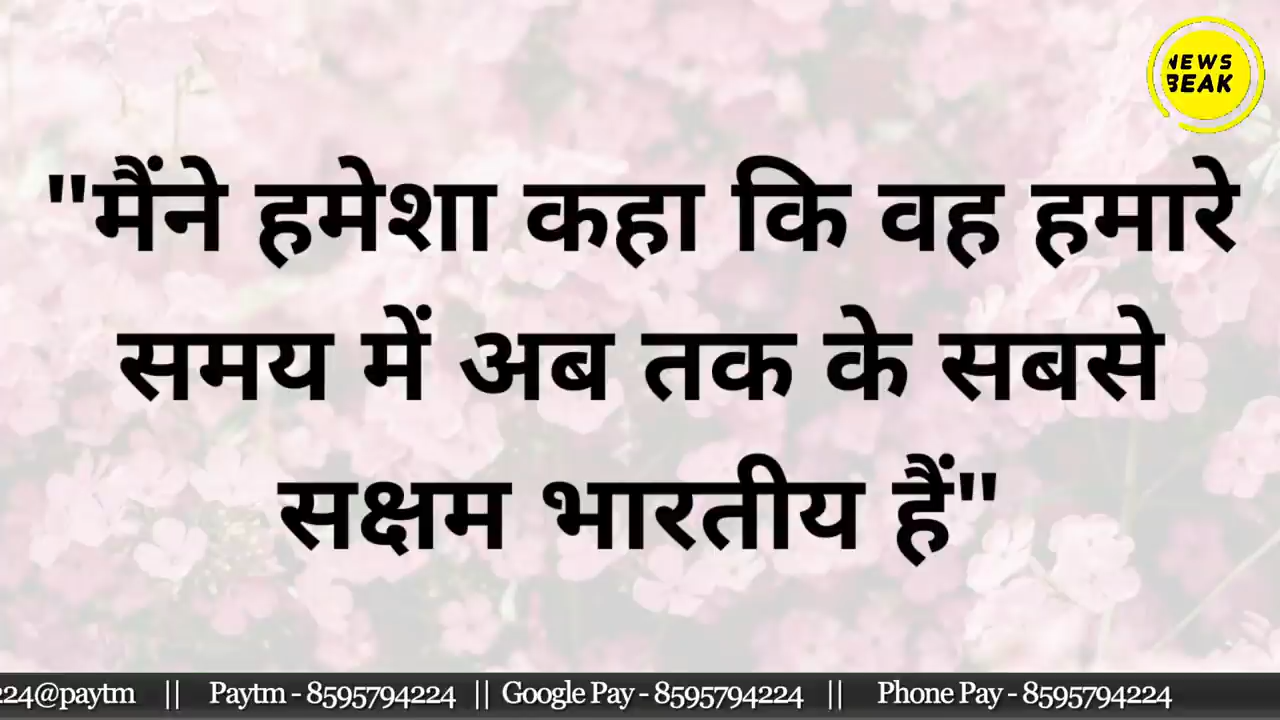 NEWS
BEAK
"मैंने हमेशा कहा कि वह हमारे
समय में अब तक के सबसे
सक्षम भारतीय हैं"
224@paytm || Paytm - 8595794224 || Google Pay - 8595794224 || Phone Pay - 8595794224